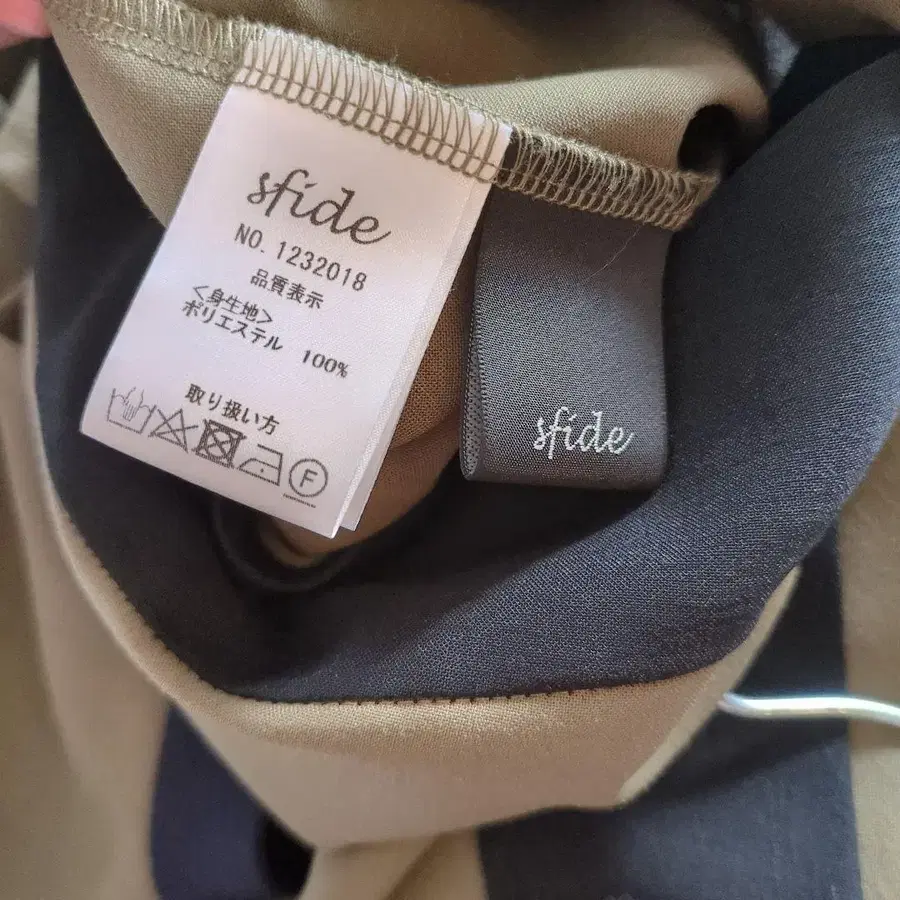 sfide
NO. 1232018
品質表示
<身生地>
ポリエステル 100%
取り扱い方
F
sfide